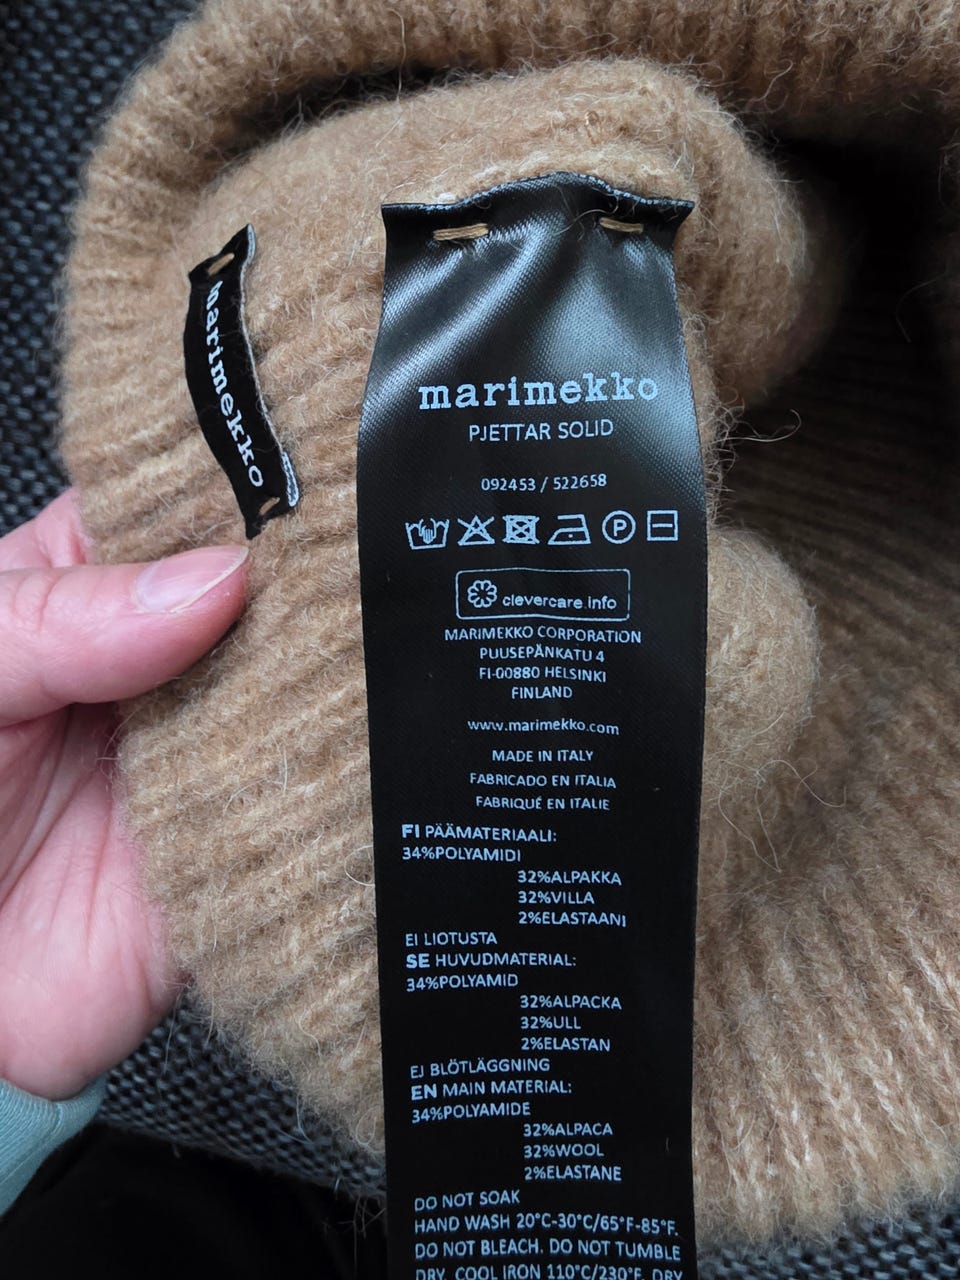 marimekko
marimekko
PJETTAR SOLID
092453 / 522658
P
clevercare.info
MARIMEKKO CORPORATION
PUUSEPÄNKATU 4
FI-00880 HELSINKI
FINLAND
www.marimekko.com
MADE IN ITALY
FABRICADO EN ITALIA
FABRIQUÉ EN ITALIE
FI PÄÄMATERIAALI:
34%POLYAMIDI
32%ALPAKKA
32%VILLA
2%ELASTAANI
EI LIOTUSTA
SE HUVUDMATERIAL:
34%POLYAMID
32%ALPACKA
32%ULL
2%ELASTAN
EJ BLÖTLÄGGNING
EN MAIN MATERIAL:
34%POLYAMIDE
32%ALPACA
32%WOOL
2%ELASTANE
DO NOT SOAK
HAND WASH 20°C-30°C/65°F-85°F.
DO NOT BLEACH. DO NOT TUMBLE
DRY. COOL IRON 110°C/230°F. DRY